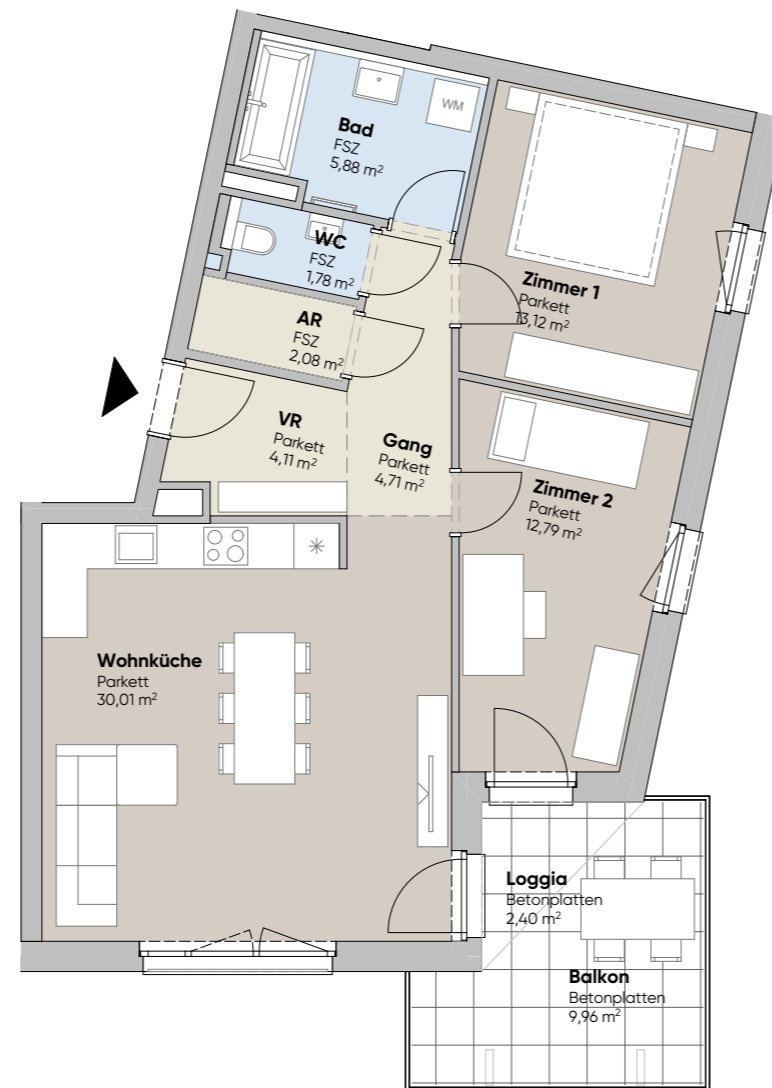 WM
Bad
FSZ
5,88 m²
WC
FSZ
1,78 m²
Zimmer 1
Parkett
13,12 m²
AR
FSZ
2,08 m²
VR
Parkett
4,11 m²
Gang
Parkett
4,71 m²
Zimmer 2
Parkett
12,79 m²
Wohnküche
Parkett
30,01 m²
Loggia
Betonplatten
2,40 m²
Balkon
Betonplatten
9,96 m²